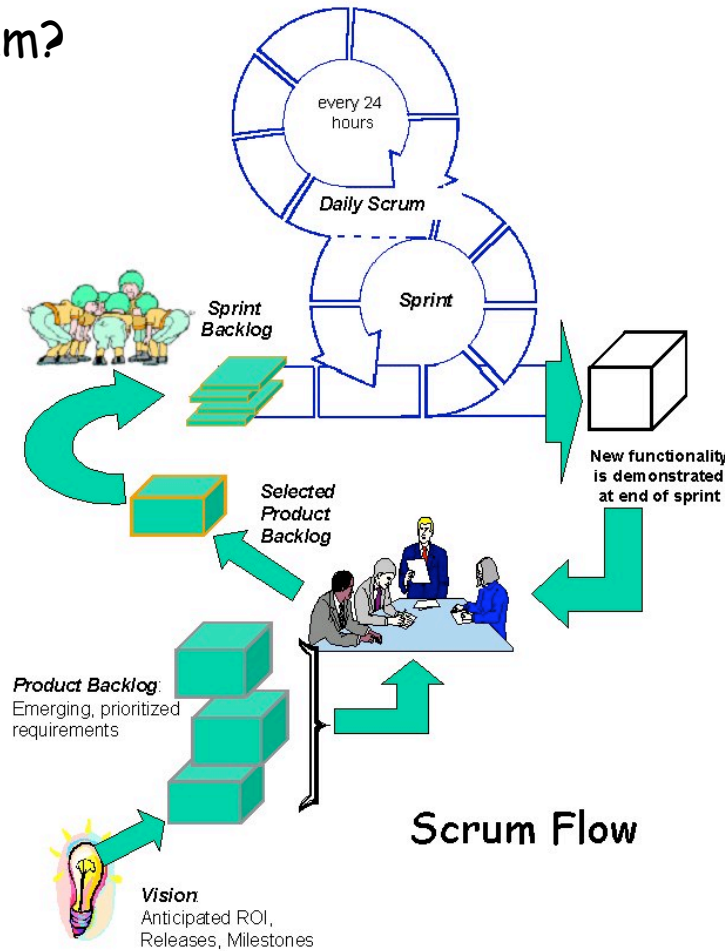 m?
every 24
hours
Daily Scrum
Sprint
Sprint
Backlog
New functionality
is demonstrated
at end of sprint
Selected
Product
Backlog
Product Backlog:
Emerging, prioritized
requirements
Scrum Flow
Vision:
Anticipated ROI,
Releases, Milestones